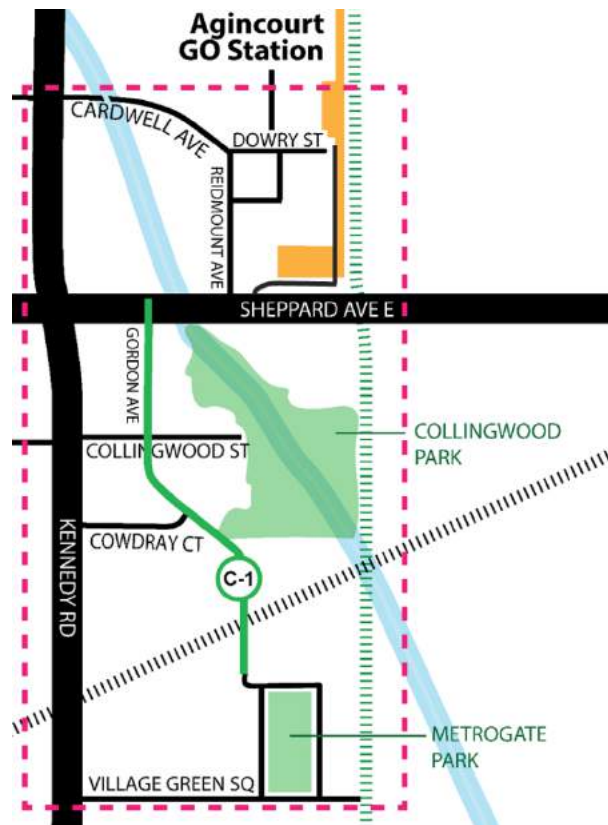 Agincourt
GO Station
CARDWELL AVE
DOWRY ST
REIDMOUNT AVE
SHEPPARD AVE E
GORDON AVE
COLLINGWOOD ST
COLLINGWOOD
PARK
COWDRAY CT
KENNEDY RD
C-1
METROGATE
PARK
VILLAGE GREEN SQ